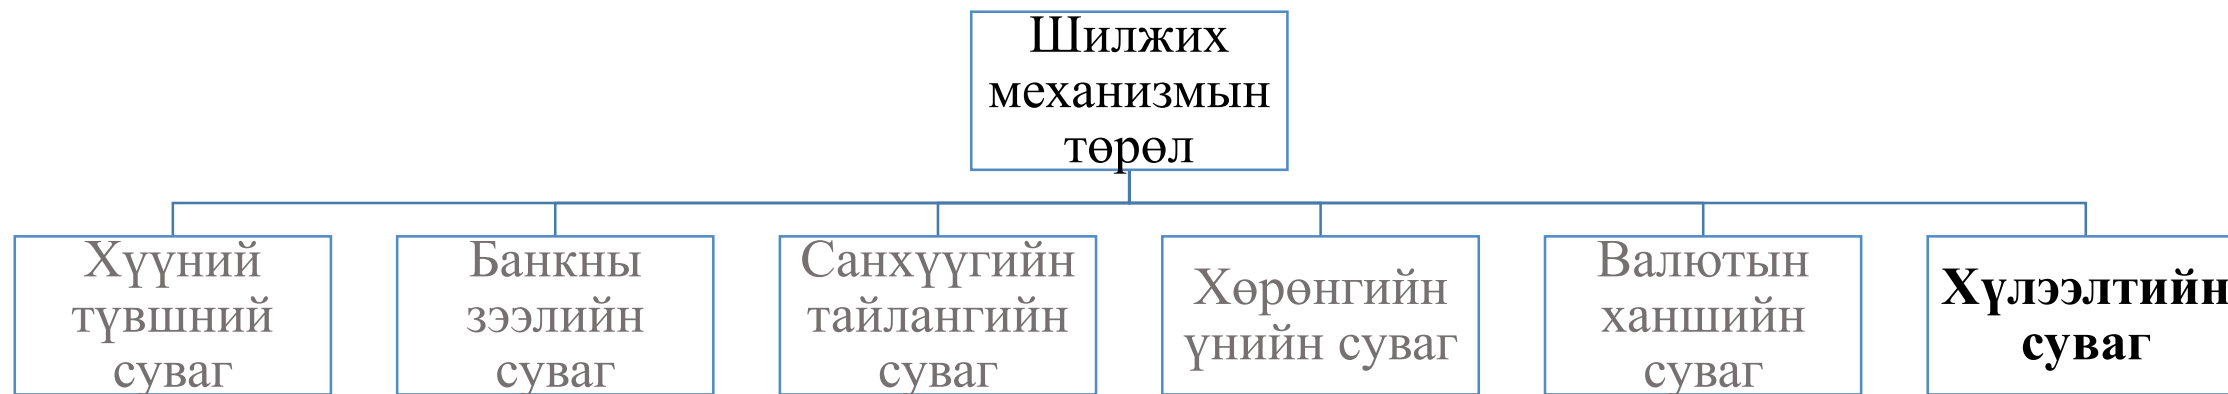 Шилжих
механизмын
төрөл
Хүүний
түвшний
суваг
Банкны
зээлийн
суваг
Санхүүгийн
тайлангийн
суваг
Хөрөнгийн
үнийн суваг
Валютын
ханшийн
суваг
Хүлээлтийн
суваг